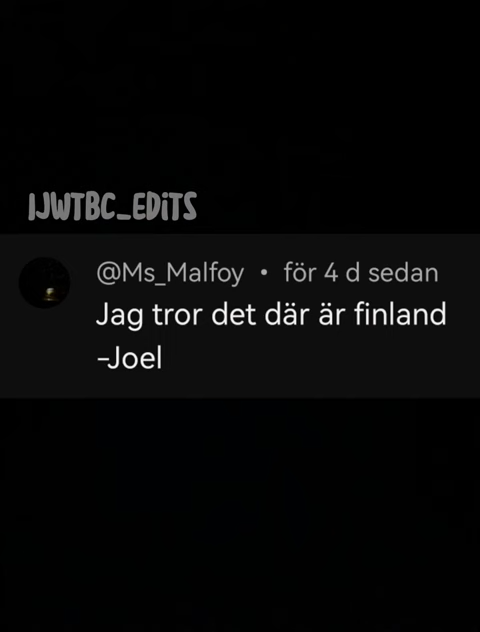 IJWTBC_EDiTS
@Ms_Malfoy • för 4 d sedan
Jag tror det där är finland
-Joel